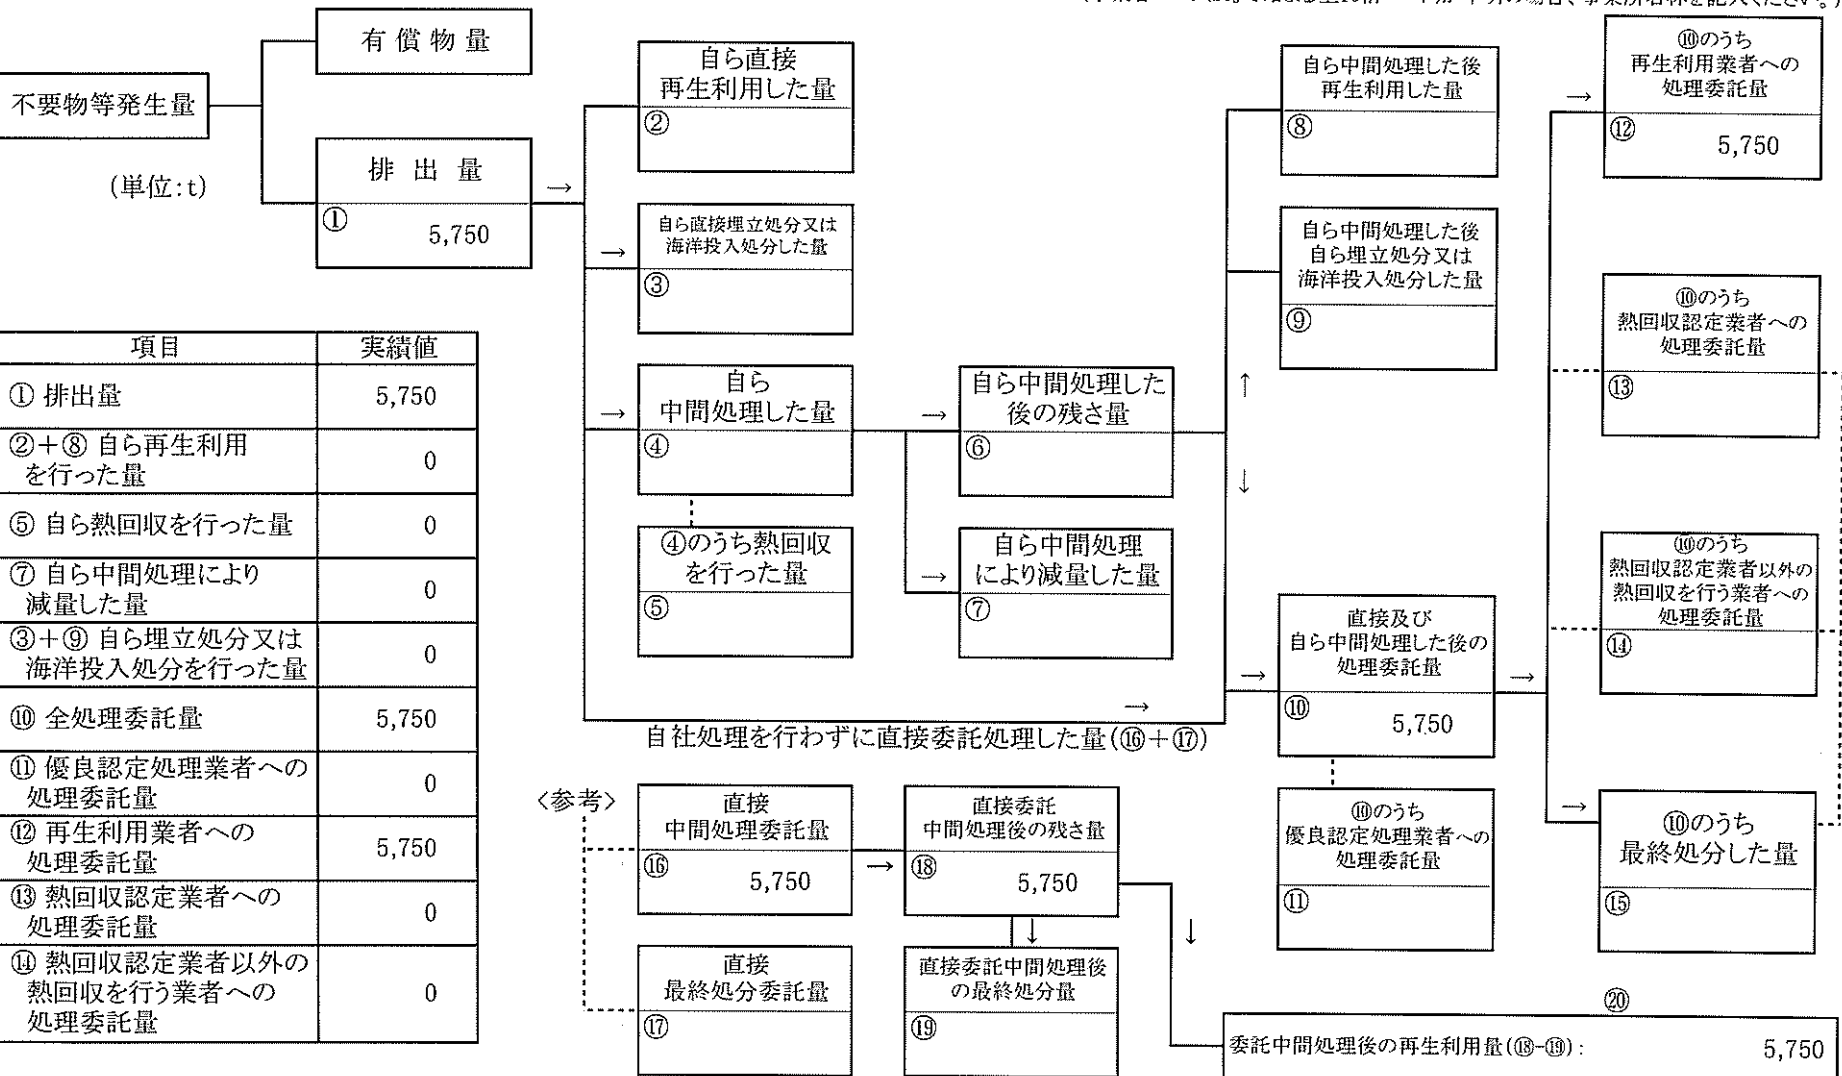 有償物量
不要物等発生量
(単位:t)
排出量
①
5,750
→
自ら直接
再生利用した量
②
→
自ら直接埋立処分又は
海洋投入処分した量
③
→
自ら
中間処理した量
④
④のうち熱回収
を行った量
⑤
→
自ら中間処理した
後の残さ量
⑥
→
自ら中間処理
により減量した量
⑦
↑
↓
自ら中間処理した後
再生利用した量
⑧
自ら中間処理した後
自ら埋立処分又は
海洋投入処分した量
⑨
→
自社処理を行わずに直接委託処理した量(⑯+⑰)
→
直接及び
自ら中間処理した後の
処理委託量
⑩
5,750
→
⑩のうち
優良認定処理業者への
処理委託量
⑪
→
⑩のうち
再生利用業者への
処理委託量
⑫
5,750
⑩のうち
熱回収認定業者への
処理委託量
⑬
⑩のうち
熱回収認定業者以外の
熱回収を行う業者への
処理委託量
⑭
→
⑩のうち
最終処分した量
⑮
項目 実績値
① 排出量 5,750
②+⑧ 自ら再生利用
を行った量 0
⑤ 自ら熱回収を行った量 0
⑦ 自ら中間処理により
減量した量 0
③+⑨ 自ら埋立処分又は
海洋投入処分を行った量 0
⑩ 全処理委託量 5,750
⑪ 優良認定処理業者への
処理委託量 0
⑫ 再生利用業者への
処理委託量 5,750
⑬ 熱回収認定業者への
処理委託量 0
⑭ 熱回収認定業者以外の
熱回収を行う業者への
処理委託量 0
〈参考〉
直接
中間処理委託量
⑯
5,750
→
直接委託
中間処理後の残さ量
⑱
5,750
↓
↓
直接
最終処分委託量
⑰
直接委託中間処理後
の最終処分量
⑲
⑳
委託中間処理後の再生利用量(⑱-⑲): 5,750